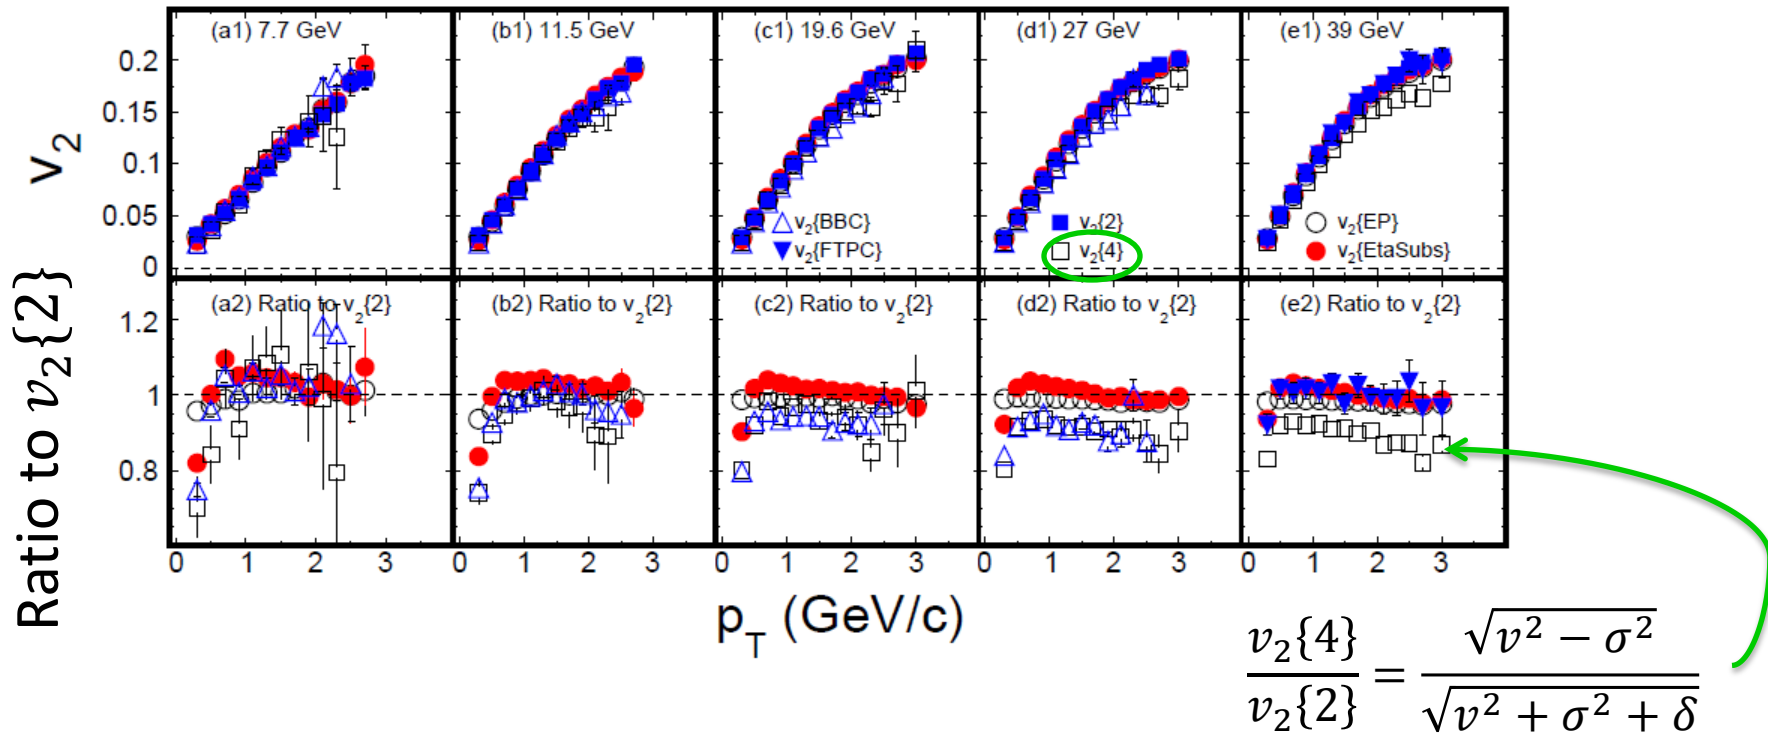 (a1) 7.7 GeV
(b1) 11.5 GeV
(c1) 19.6 GeV
(d1) 27 GeV
(e1) 39 GeV
v₂
0.2
0.15
0.1
0.05
0
v₂{BBC}
v₂{FTPC}
v₂{2}
v₂{4}
v₂{EP}
v₂{EtaSubs}
Ratio to v₂{2}
(a2) Ratio to v₂{2}
(b2) Ratio to v₂{2}
(c2) Ratio to v₂{2}
(d2) Ratio to v₂{2}
(e2) Ratio to v₂{2}
1.2
1
0.8
0 1 2 3 0 1 2 3 0 1 2 3 0 1 2 3 0 1 2 3
p_T (GeV/c)
v₂{4}/v₂{2} = √(v² − σ²)/√(v² + σ² + δ)